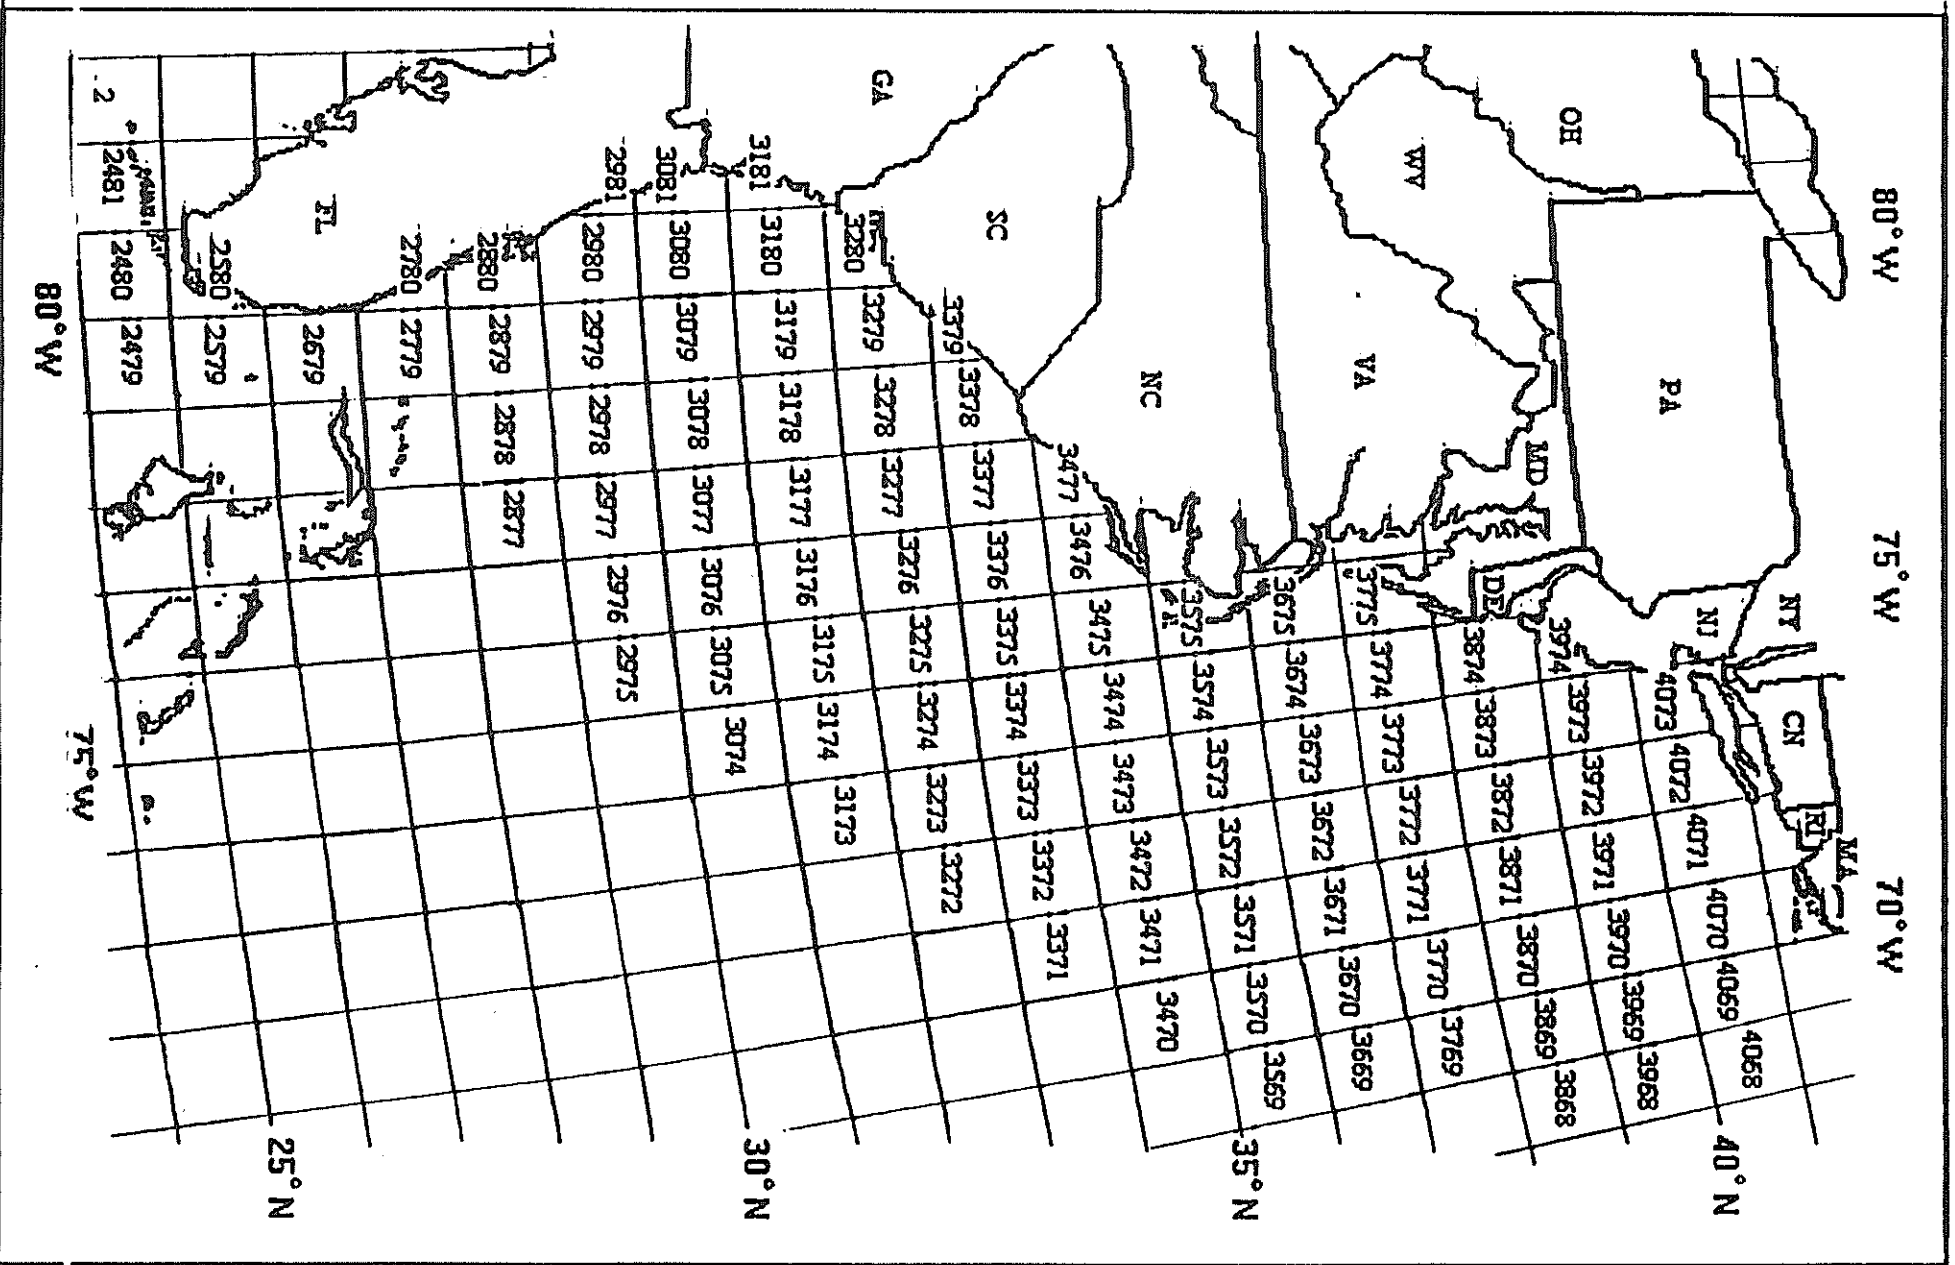 80°W 75°W 70°W
MA
NY CN RI
NJ 4073 4072 4071 4070 4069 4068
40°N
OH PA
MD DE 3974 3973 3972 3971 3970 3969 3968
WV 3874 3873 3872 3871 3870 3869 3868
VA 3775 3774 3773 3772 3771 3770 3769
3675 3674 3673 3672 3671 3670 3669
35°N
NC 3575 3574 3573 3572 3571 3570 3569
3477 3476 3475 3474 3473 3472 3471 3470
SC 3379 3378 3377 3376 3375 3374 3373 3372 3371
GA 3280 3279 3278 3277 3276 3275 3274 3273 3272
3181 3180 3179 3178 3177 3176 3175 3174 3173
30°N
3081 3080 3079 3078 3077 3076 3075 3074
2981 2980 2979 2978 2977 2976 2975
2880 2879 2878 2877
2780 2779
FL 2679
25°N
2580 2579
2 2481 2480 2479
80°W 75°W